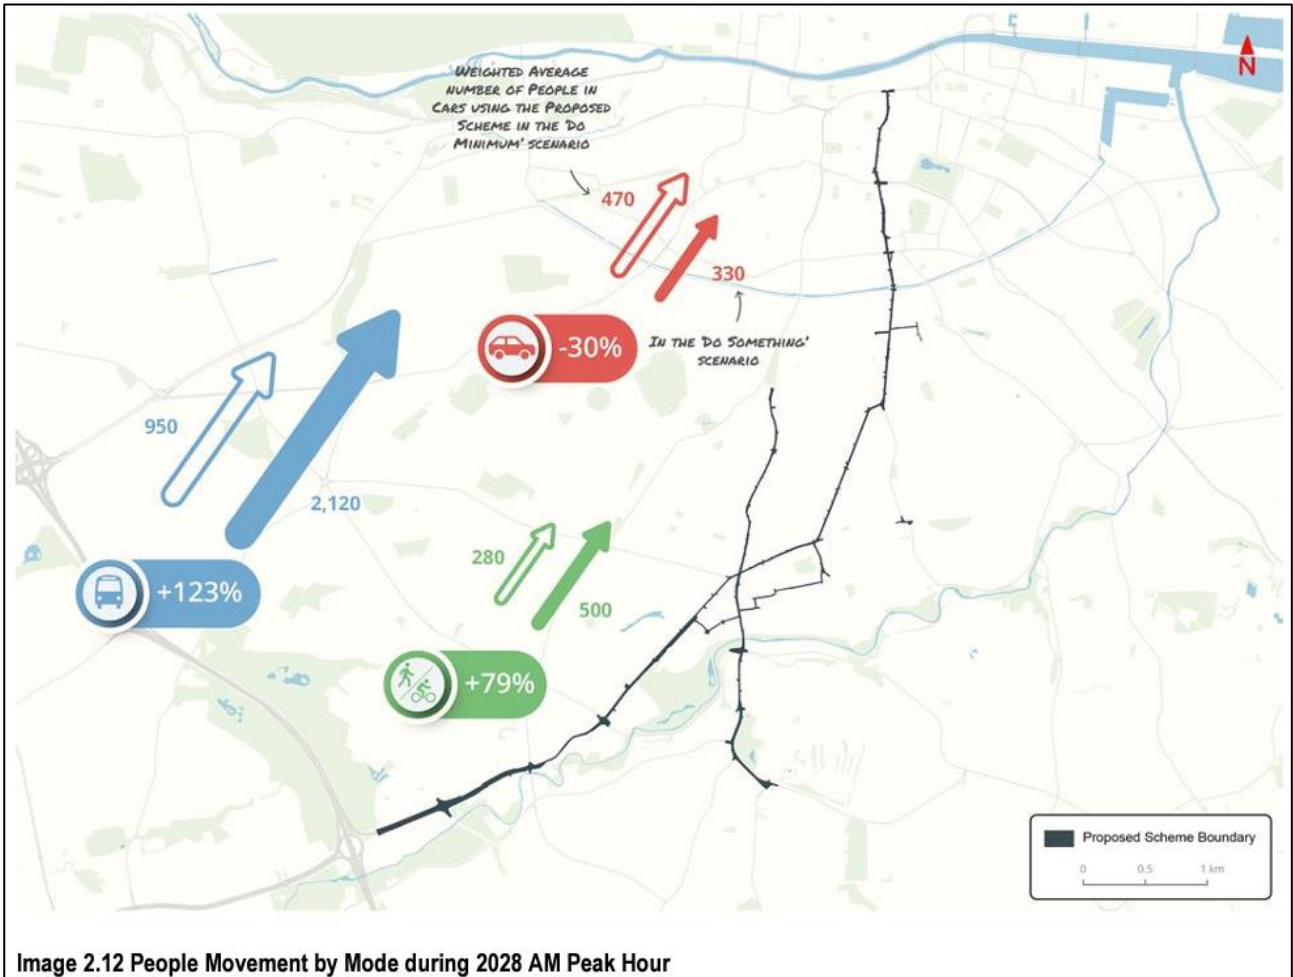 WEIGHTED AVERAGE
NUMBER OF PEOPLE IN
CARS USING THE PROPOSED
SCHEME IN THE 'DO
MINIMUM' SCENARIO
N
470
330
-30%
IN THE 'DO SOMETHING'
SCENARIO
950
2,120
+123%
280
500
+79%
Proposed Scheme Boundary
0 0.5 1 km
Image 2.12 People Movement by Mode during 2028 AM Peak Hour